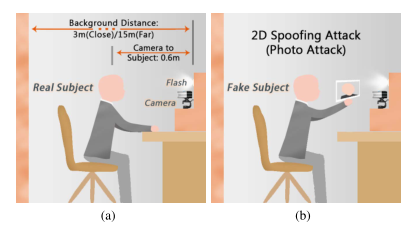 Background Distance:
3m(Close)/15m(Far)
Camera to
Subject: 0.6m
Real Subject
Flash
Camera
(a)
2D Spoofing Attack
(Photo Attack)
Fake Subject
(b)